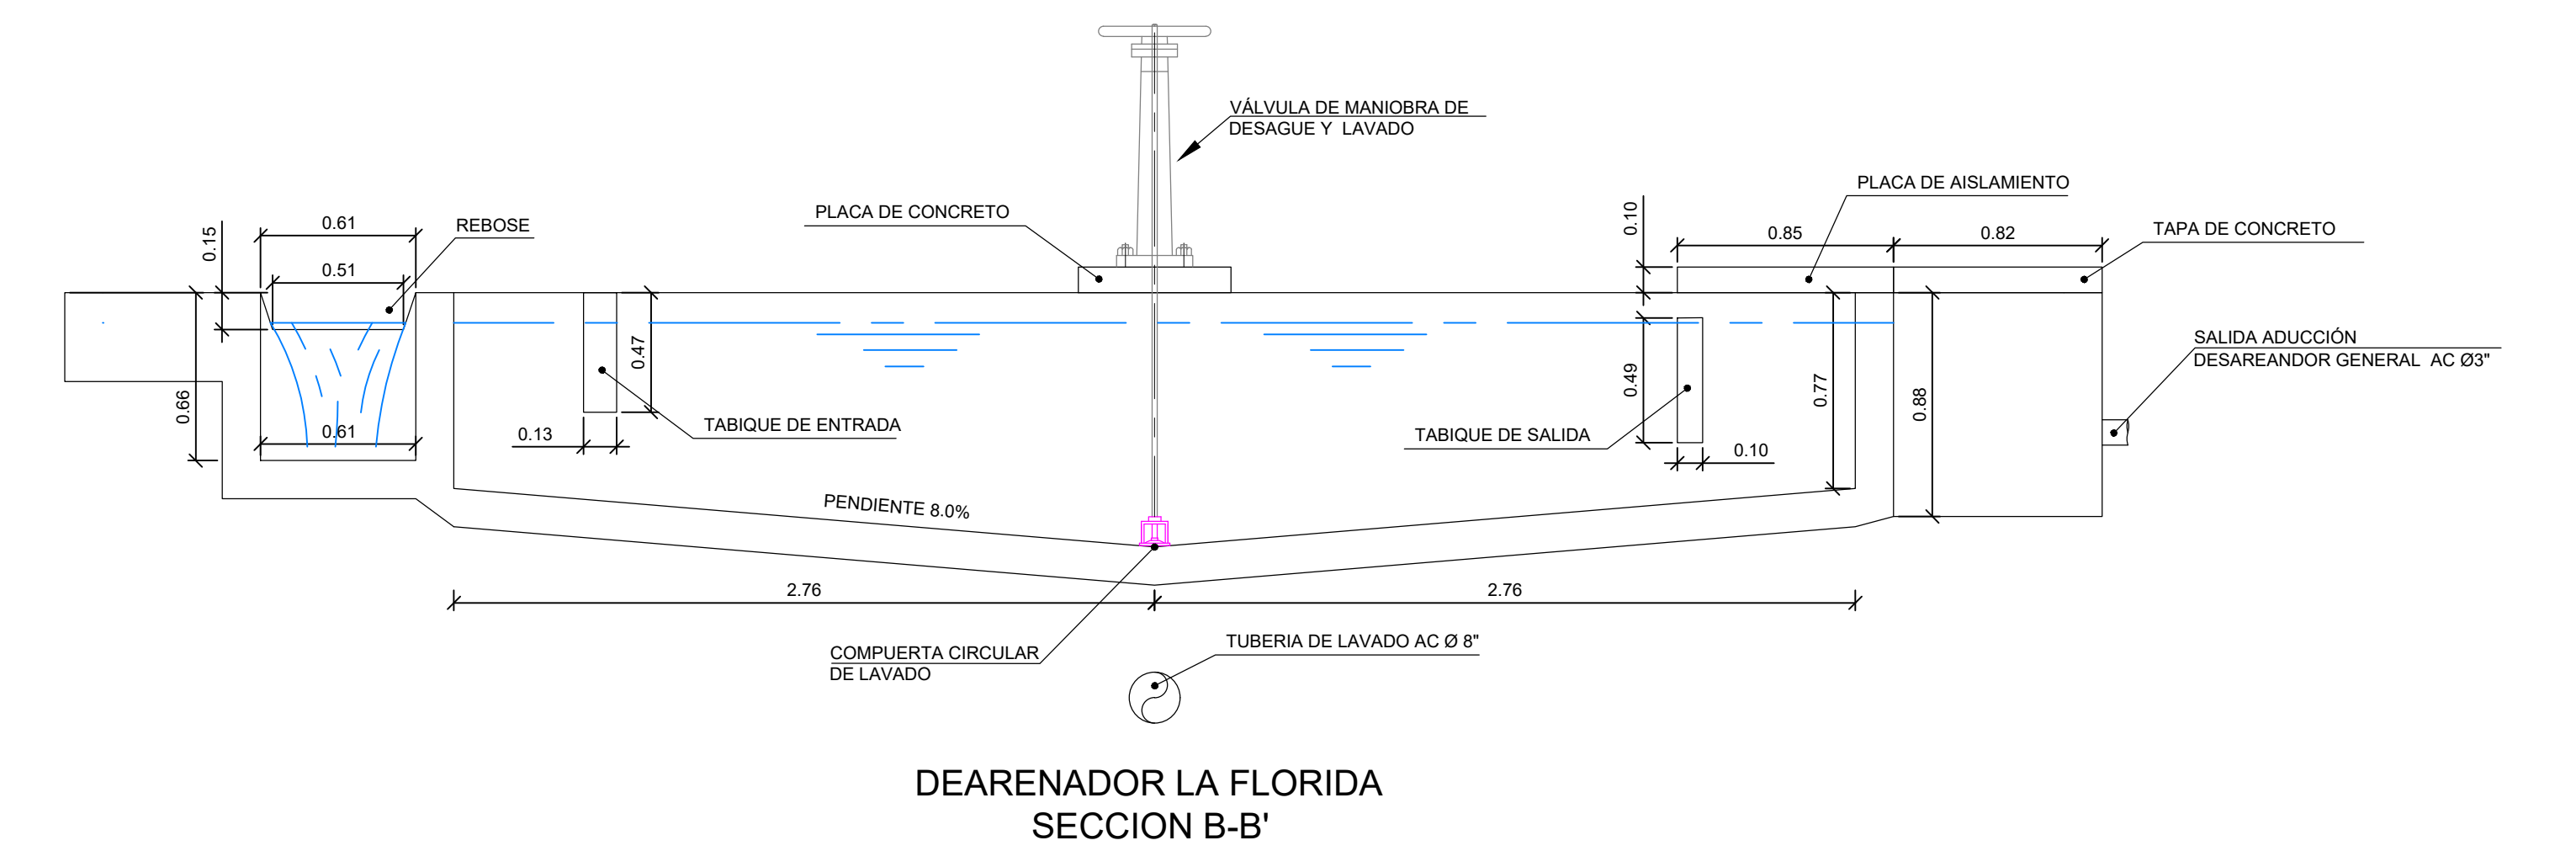 VÁLVULA DE MANIOBRA DE
DESAGUE Y LAVADO
PLACA DE AISLAMIENTO
PLACA DE CONCRETO
REBOSE
TAPA DE CONCRETO
0.61
0.51
0.15
0.66
0.61
0.10
0.85
0.82
0.47
0.13
TABIQUE DE ENTRADA
0.49
0.77
0.88
0.10
TABIQUE DE SALIDA
SALIDA ADUCCIÓN
DESAREANDOR GENERAL AC Ø3"
PENDIENTE 8.0%
2.76
2.76
COMPUERTA CIRCULAR
DE LAVADO
TUBERIA DE LAVADO AC Ø 8"
DEARENADOR LA FLORIDA
SECCION B-B'